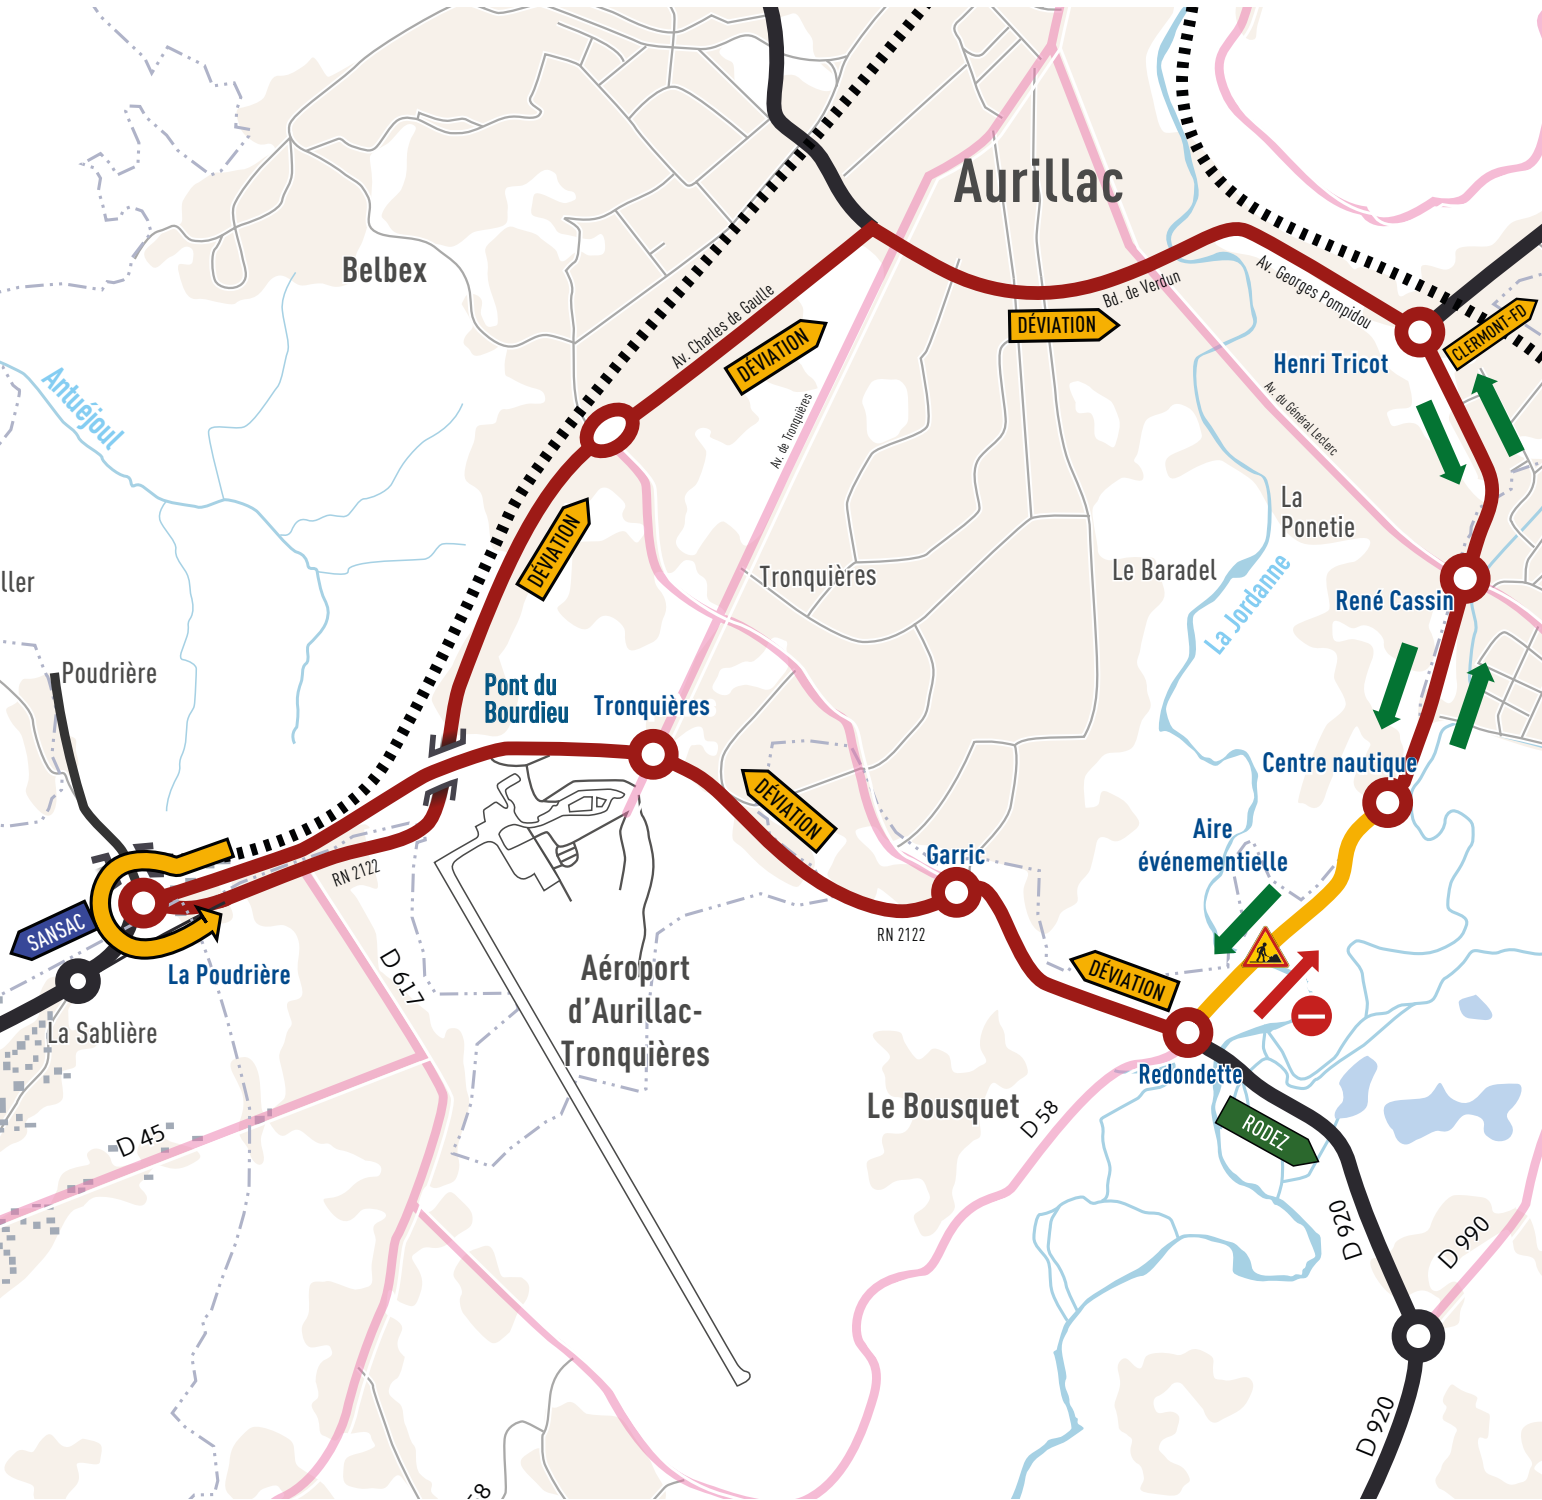 Aurillac
Belbex
Av. Charles de Gaulle
DÉVIATION
DÉVIATION
Bd. de Verdun
Av. Georges Pompidou
CLERMONT-FD
Henri Tricot
Antuéjoul
Av. de Tronquières
Av. du Général Leclerc
DÉVIATION
La
Ponetie
ller
Tronquières
Le Baradel
La Jordanne
René Cassin
Poudrière
Pont du
Bourdieu
Tronquières
Centre nautique
DÉVIATION
Aire
événementielle
Garric
RN 2122
SANSAC
La Poudrière
D 617
RN 2122
Aéroport
d'Aurillac-
Tronquières
DÉVIATION
La Sablière
Redondette
Le Bousquet
D 58
RODEZ
D 45
D 920
D 990
D 920
58